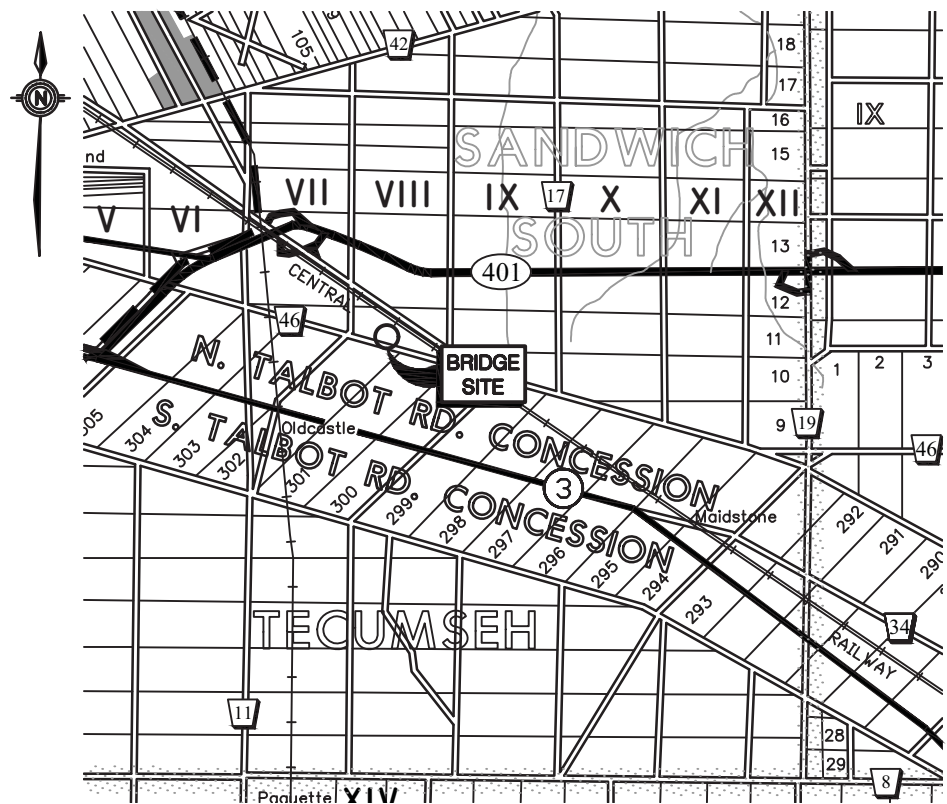 18
42
105
17
N
16
IX
SANDWICH
nd
15
VII
VIII
IX
17
X
XI
XII
V
VI
SOUTH
13
401
CENTRAL
12
46
11
BRIDGE
SITE
N. TALBOT RD. CONCESSION
10
1
2
3
S. TALBOT RD. CONCESSION
305
304
303
302
301
300
299
298
297
296
295
294
293
292
291
290
Oldcastle
9
19
46
3
Maidstone
TECUMSEH
34
RAILWAY
11
28
29
8
Paquette
XIV